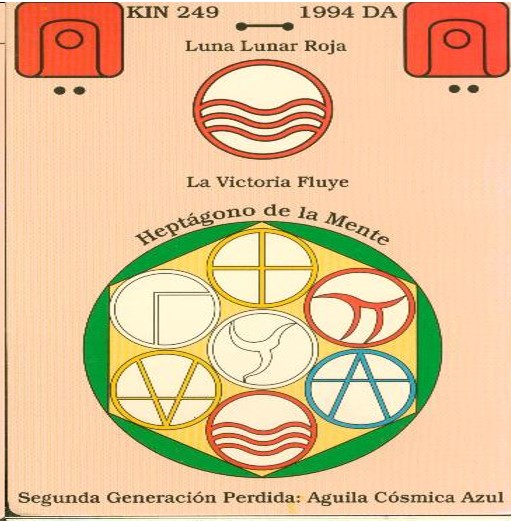 KIN 249 1994 DA
Luna Lunar Roja
La Victoria Fluye
Heptágono de la Mente
Segunda Generación Perdida: Aguila Cósmica Azul